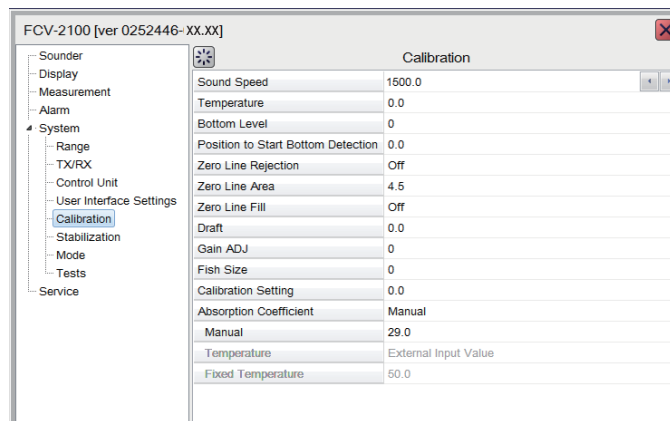 FCV-2100 [ver 0252446- XX.XX]
Sounder
Display
Measurement
Alarm
System
Range
TX/RX
Control Unit
User Interface Settings
Calibration
Stabilization
Mode
Tests
Service
Calibration
Sound Speed 1500.0
Temperature 0.0
Bottom Level 0
Position to Start Bottom Detection 0.0
Zero Line Rejection Off
Zero Line Area 4.5
Zero Line Fill Off
Draft 0.0
Gain ADJ 0
Fish Size 0
Calibration Setting 0.0
Absorption Coefficient Manual
Manual 29.0
Temperature External Input Value
Fixed Temperature 50.0